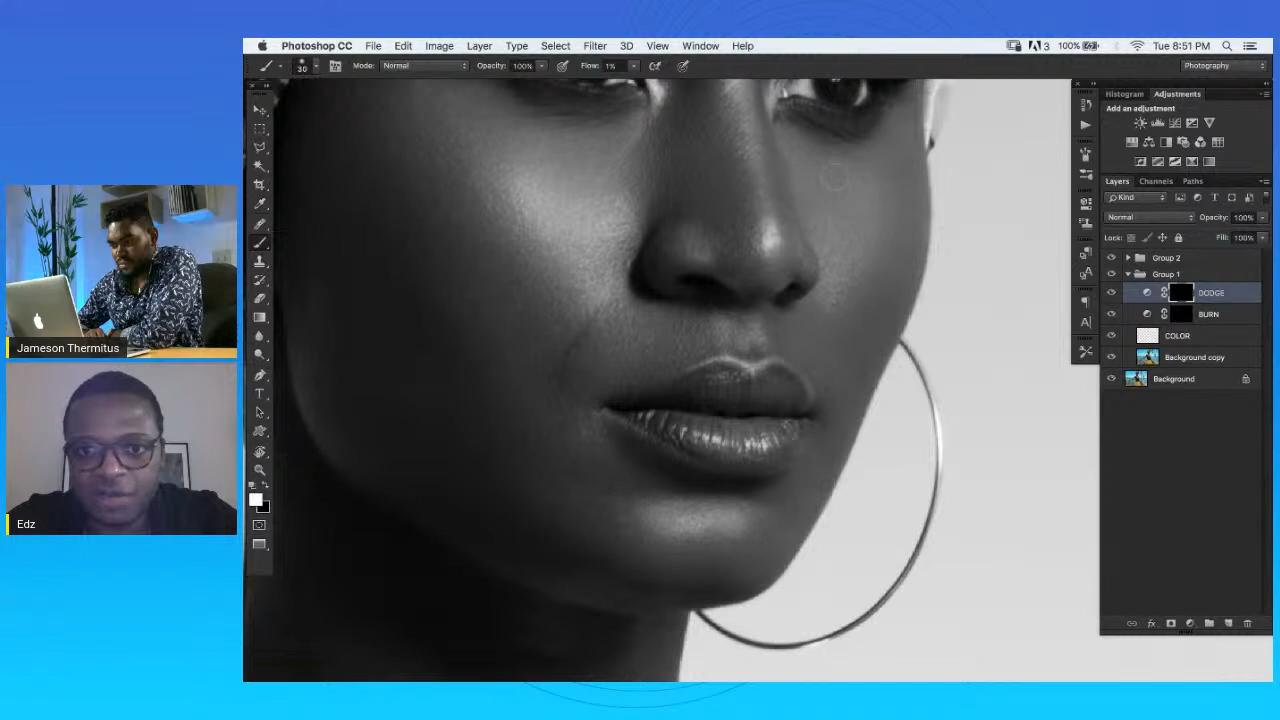 Photoshop CC File Edit Image Layer Type Select Filter 3D View Window Help 3 100% Tue 8:51 PM
30 Mode: Normal Opacity: 100% Flow: 1% Photography
Histogram Adjustments
Add an adjustment
Layers Channels Paths
Kind
Normal Opacity: 100%
Lock: Fill: 100%
Group 2
Group 1
DODGE
BURN
COLOR
Background copy
Background
Jameson Thermitus
Edz